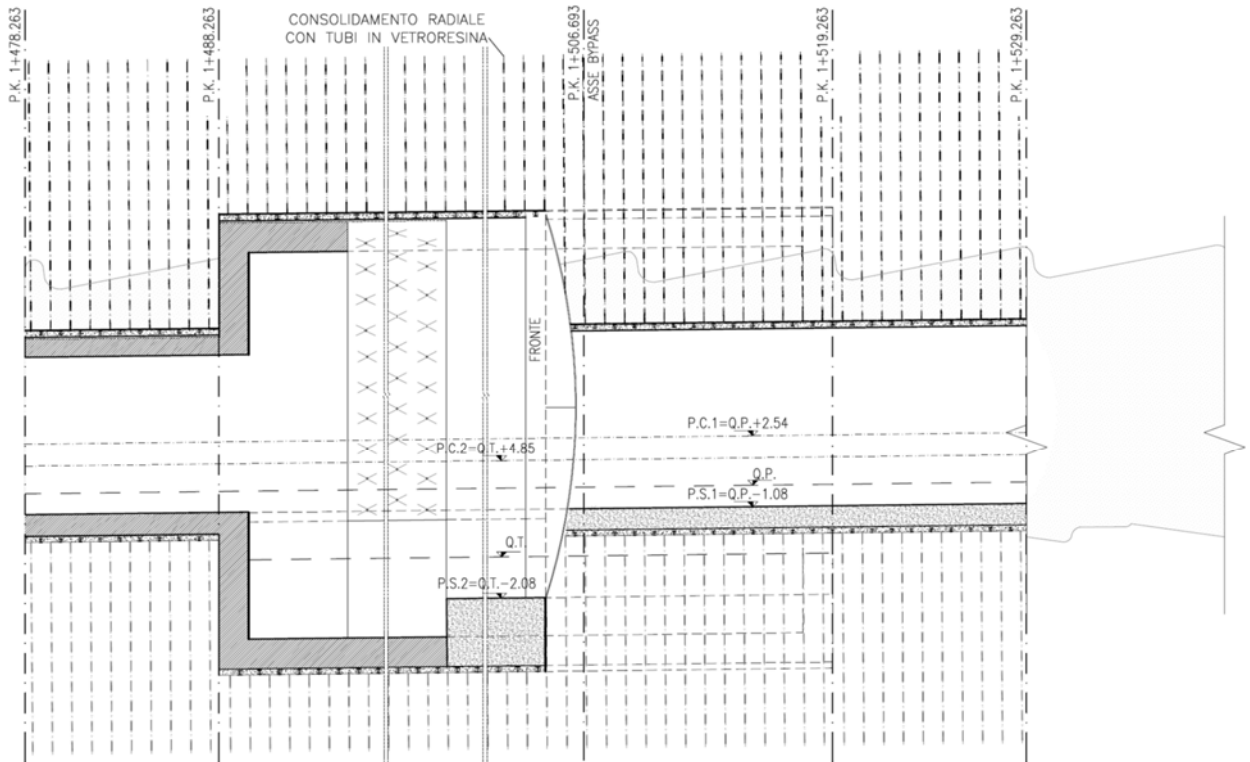 P.K. 1+478.263
P.K. 1+488.263
CONSOLIDAMENTO RADIALE
CON TUBI IN VETRORESINA
P.K. 1+506.693
ASSE BYPASS
P.K. 1+519.263
P.K. 1+529.263
FRONTE
P.C.1=Q.P.+2.54
P.C.2=Q.T.+4.85
Q.P.
P.S.1=Q.P.-1.08
Q.T.
P.S.2=Q.T.-2.08